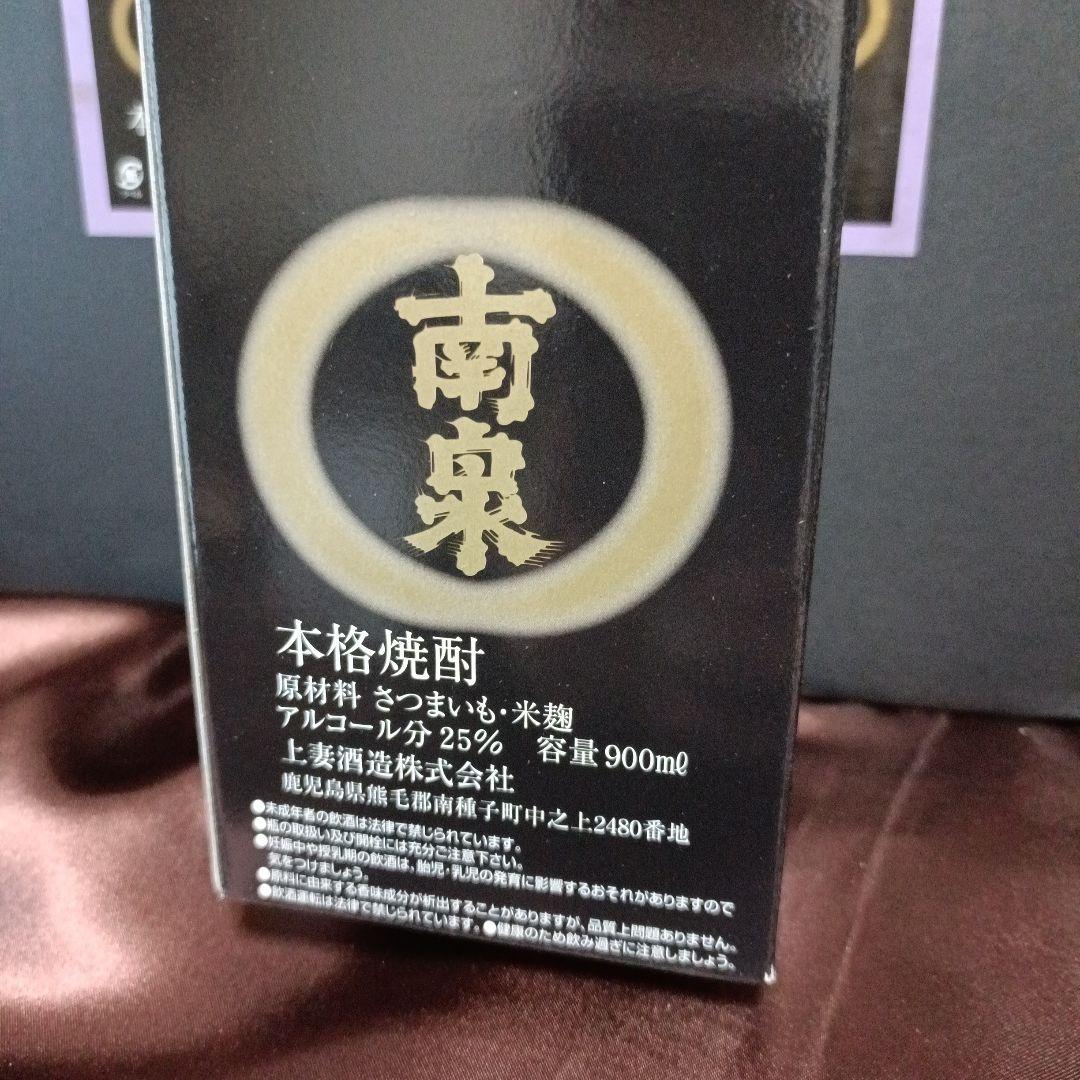 南泉
本格焼酎
原材料 さつまいも・米麹
アルコール分 25% 容量 900㎖
上妻酒造株式会社
鹿児島県熊毛郡南種子町中之上2480番地
●未成年者の飲酒は法律で禁じられています。
●瓶の取扱い及び開栓には充分ご注意下さい。
●妊娠中や授乳期の飲酒は、胎児・乳児の発育に影響するおそれがありますので
気をつけましょう。
●原料に由来する香味成分が析出することがありますが、品質上問題ありません。
●飲酒運転は法律で禁じられています。●健康のため飲み過ぎに注意しましょう。